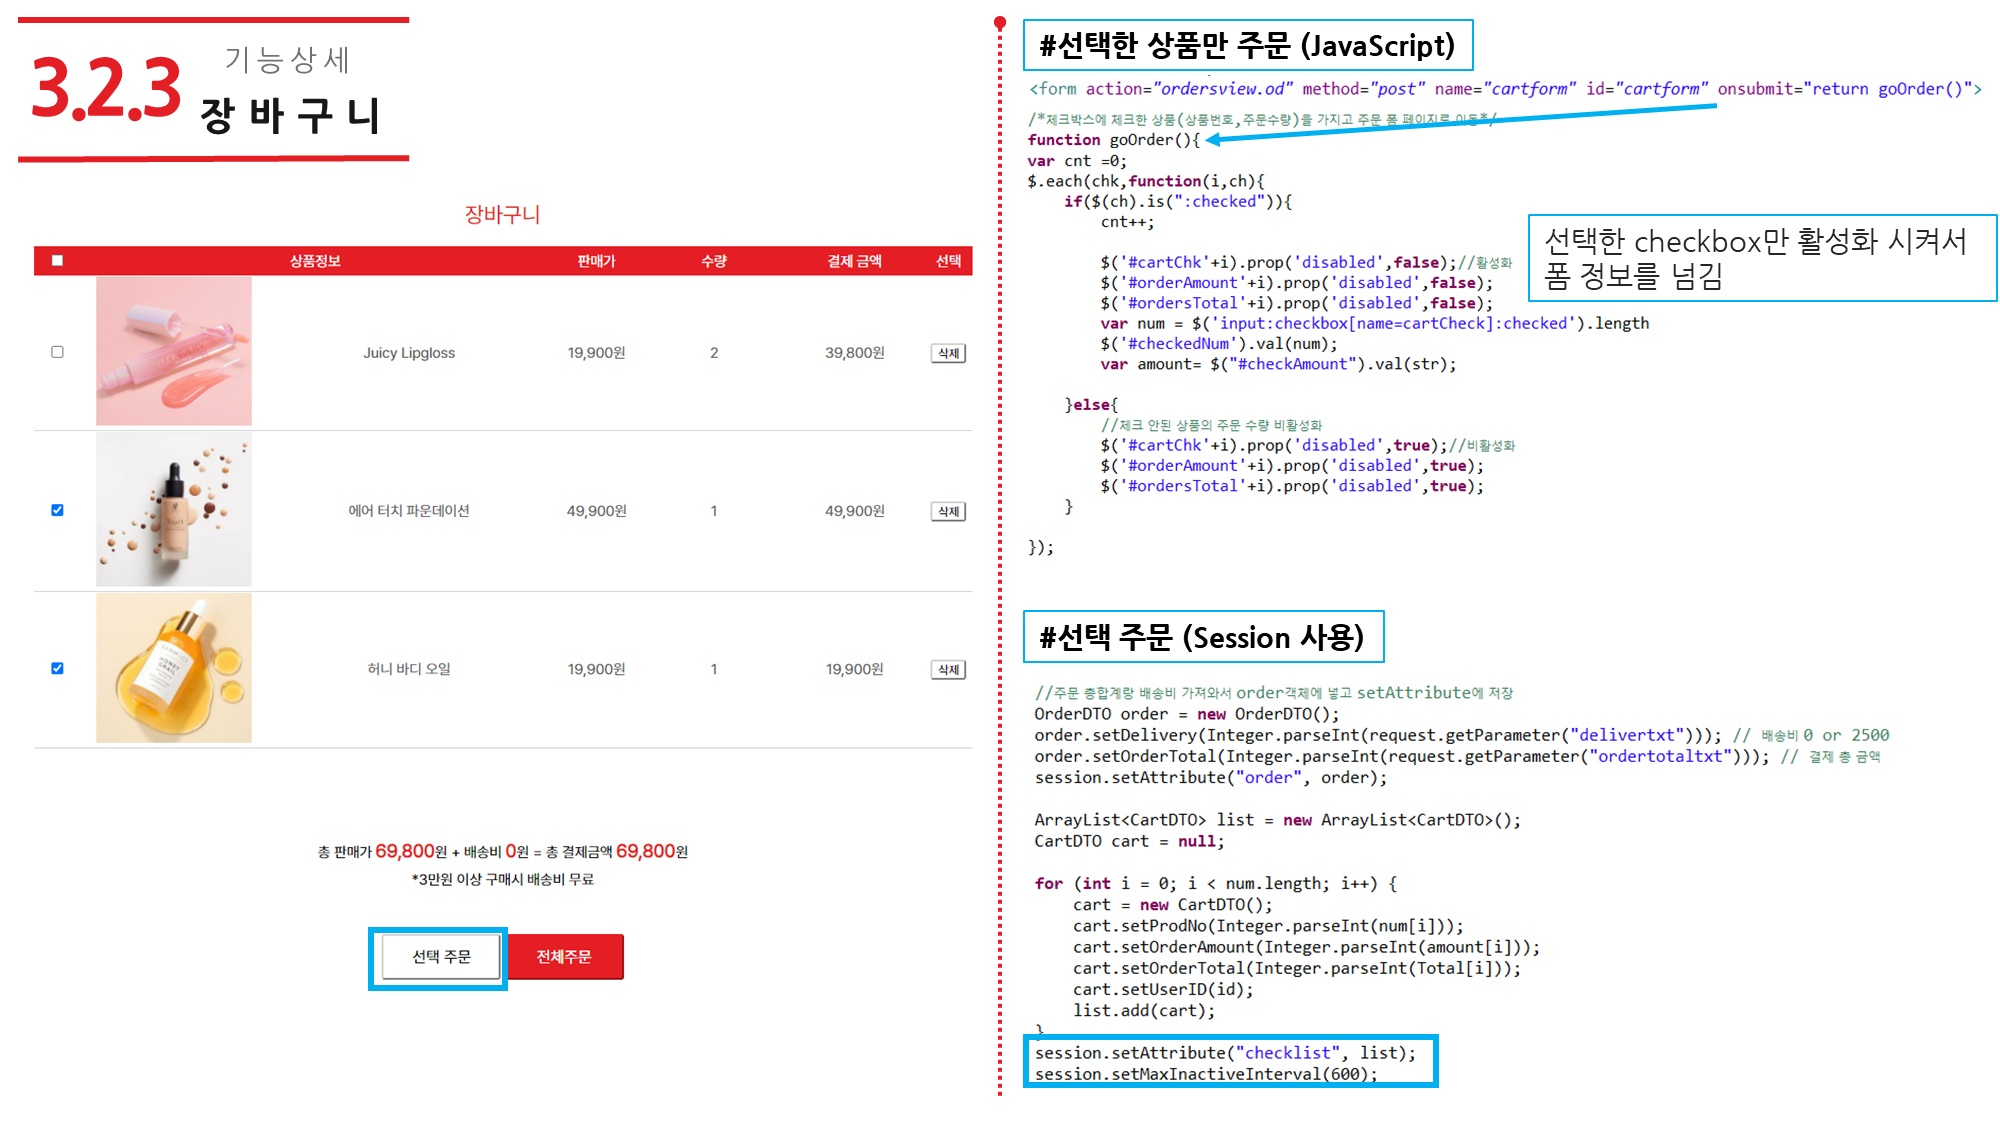 3.2.3
기능상세
장바구니
장바구니
상품정보 판매가 수량 결제 금액 선택
Juicy Lipgloss 19,900원 2 39,800원 삭제
에어 터치 파운데이션 49,900원 1 49,900원 삭제
허니 바디 오일 19,900원 1 19,900원 삭제
총 판매가 69,800원 + 배송비 0원 = 총 결제금액 69,800원
*3만원 이상 구매시 배송비 무료
선택 주문 전체주문
#선택한 상품만 주문 (JavaScript)
<form action="ordersview.od" method="post" name="cartform" id="cartform" onsubmit="return goOrder()">
/*체크박스에 체크한 상품(상품번호,주문수량)을 가지고 주문 폼 페이지로 이동*/
function goOrder(){
var cnt =0;
$.each(chk,function(i,ch){
if($(ch).is(":checked")){
cnt++;
$('#cartChk'+i).prop('disabled',false);//활성화
$('#orderAmount'+i).prop('disabled',false);
$('#ordersTotal'+i).prop('disabled',false);
var num = $('input:checkbox[name=cartCheck]:checked').length
$('#checkedNum').val(num);
var amount= $("#checkAmount").val(str);
}else{
//체크 안된 상품의 주문 수량 비활성화
$('#cartChk'+i).prop('disabled',true);//비활성화
$('#orderAmount'+i).prop('disabled',true);
$('#ordersTotal'+i).prop('disabled',true);
}
});
선택한 checkbox만 활성화 시켜서
폼 정보를 넘김
#선택 주문 (Session 사용)
//주문 총합계랑 배송비 가져와서 order객체에 넣고 setAttribute에 저장
OrderDTO order = new OrderDTO();
order.setDelivery(Integer.parseInt(request.getParameter("delivertxt"))); // 배송비 0 or 2500
order.setOrderTotal(Integer.parseInt(request.getParameter("ordertotaltxt"))); // 결제 총 금액
session.setAttribute("order", order);
ArrayList<CartDTO> list = new ArrayList<CartDTO>();
CartDTO cart = null;
for (int i = 0; i < num.length; i++) {
cart = new CartDTO();
cart.setProdNo(Integer.parseInt(num[i]));
cart.setOrderAmount(Integer.parseInt(amount[i]));
cart.setOrderTotal(Integer.parseInt(Total[i]));
cart.setUserID(id);
list.add(cart);
}
session.setAttribute("checklist", list);
session.setMaxInactiveInterval(600);